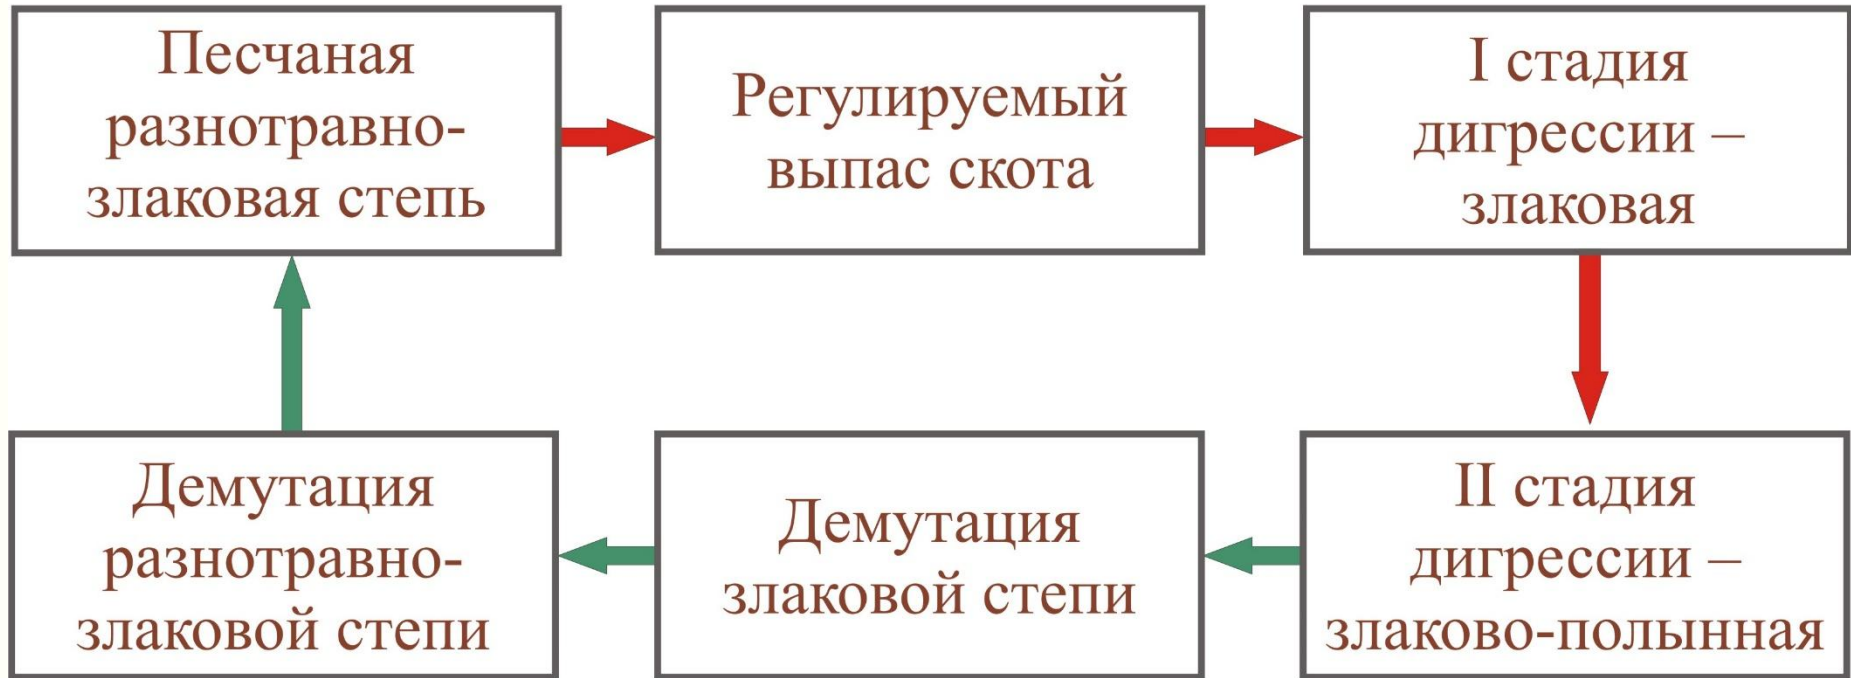 Песчаная
разнотравно-
злаковая степь
Регулируемый
выпас скота
I стадия
дигрессии –
злаковая
Демутация
разнотравно-
злаковой степи
Демутация
злаковой степи
II стадия
дигрессии –
злаково-полынная